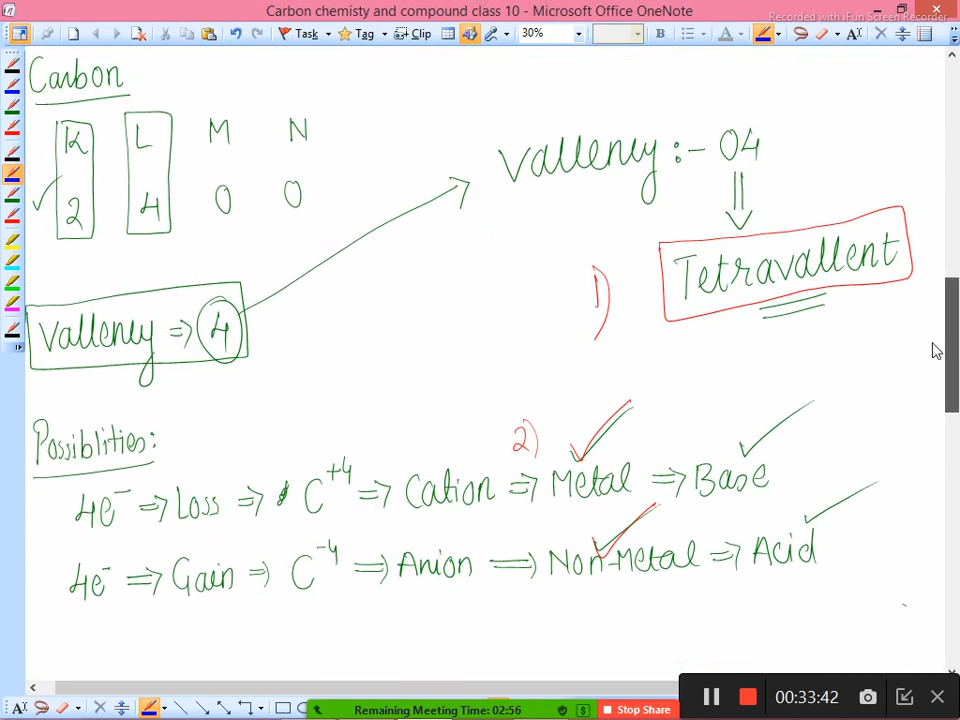 Carbon chemisty and compound class 10 - Microsoft Office OneNote
Recorded with iFun Screen Recorder
Task Tag Clip 30% B A
Carbon
K L M N
2 4 0 0
Vallency :- 04
Tetravallent
1)
Vallency => 4
Possiblities:
2)
4e⁻ => Loss => C⁺⁴ => Cation => Metal => Base
4e⁻ => Gain => C⁻⁴ => Anion => Non-Metal => Acid
Remaining Meeting Time: 02:56
Stop Share
00:33:42